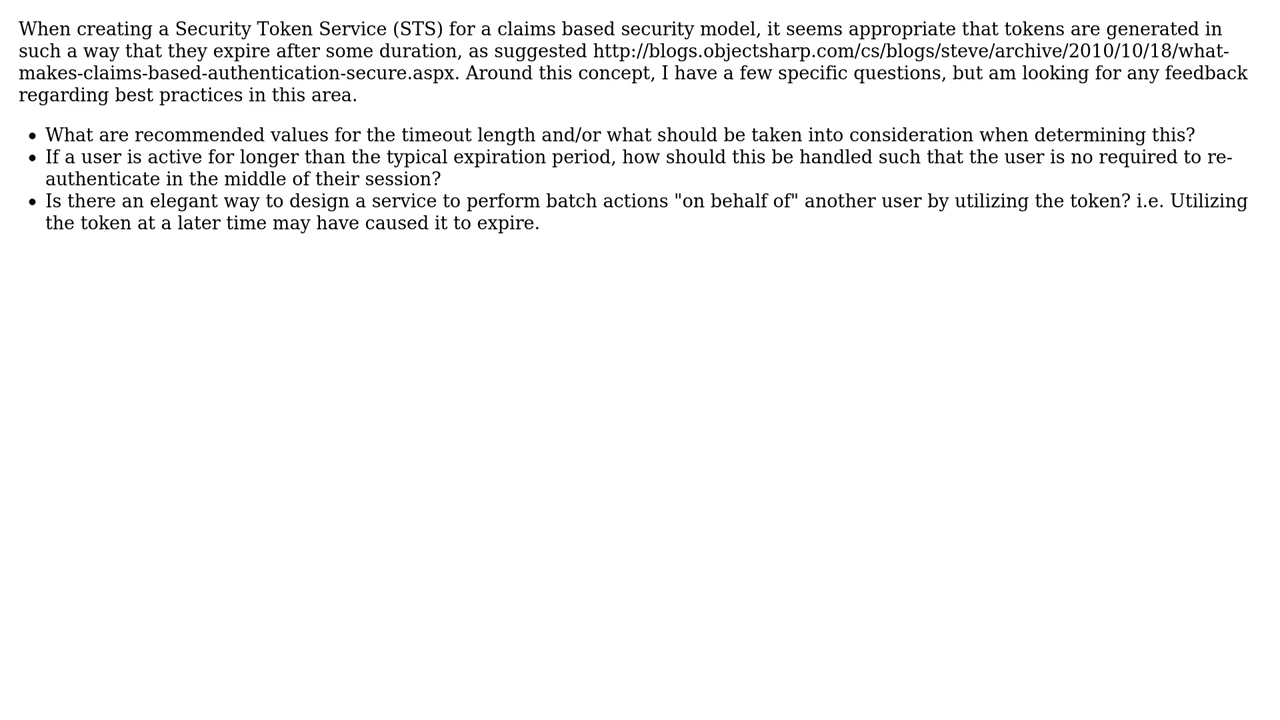 When creating a Security Token Service (STS) for a claims based security model, it seems appropriate that tokens are generated in
such a way that they expire after some duration, as suggested http://blogs.objectsharp.com/cs/blogs/steve/archive/2010/10/18/what-
makes-claims-based-authentication-secure.aspx. Around this concept, I have a few specific questions, but am looking for any feedback
regarding best practices in this area.
• What are recommended values for the timeout length and/or what should be taken into consideration when determining this?
• If a user is active for longer than the typical expiration period, how should this be handled such that the user is no required to re-
authenticate in the middle of their session?
• Is there an elegant way to design a service to perform batch actions "on behalf of" another user by utilizing the token? i.e. Utilizing
the token at a later time may have caused it to expire.